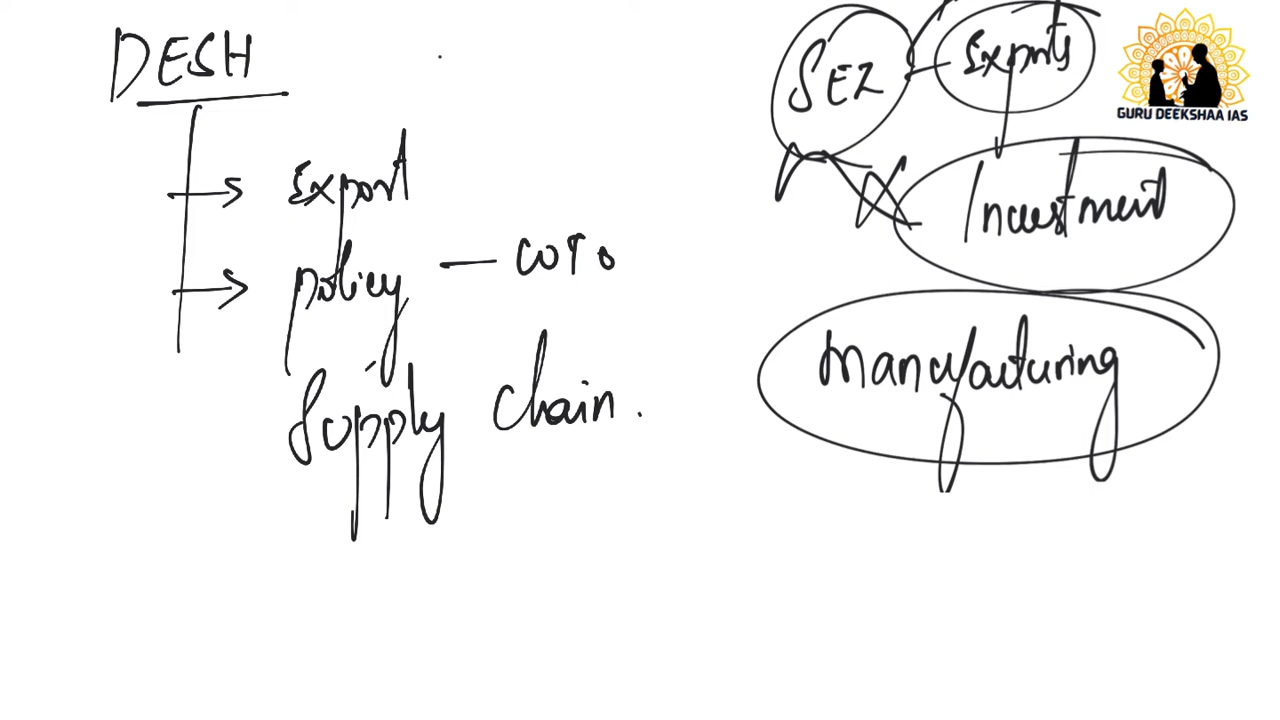 DESH
Export
policy — WTO
Supply Chain.
SEZ — Exports
Investment
Manufacturing
GURU DEEKSHAA IAS